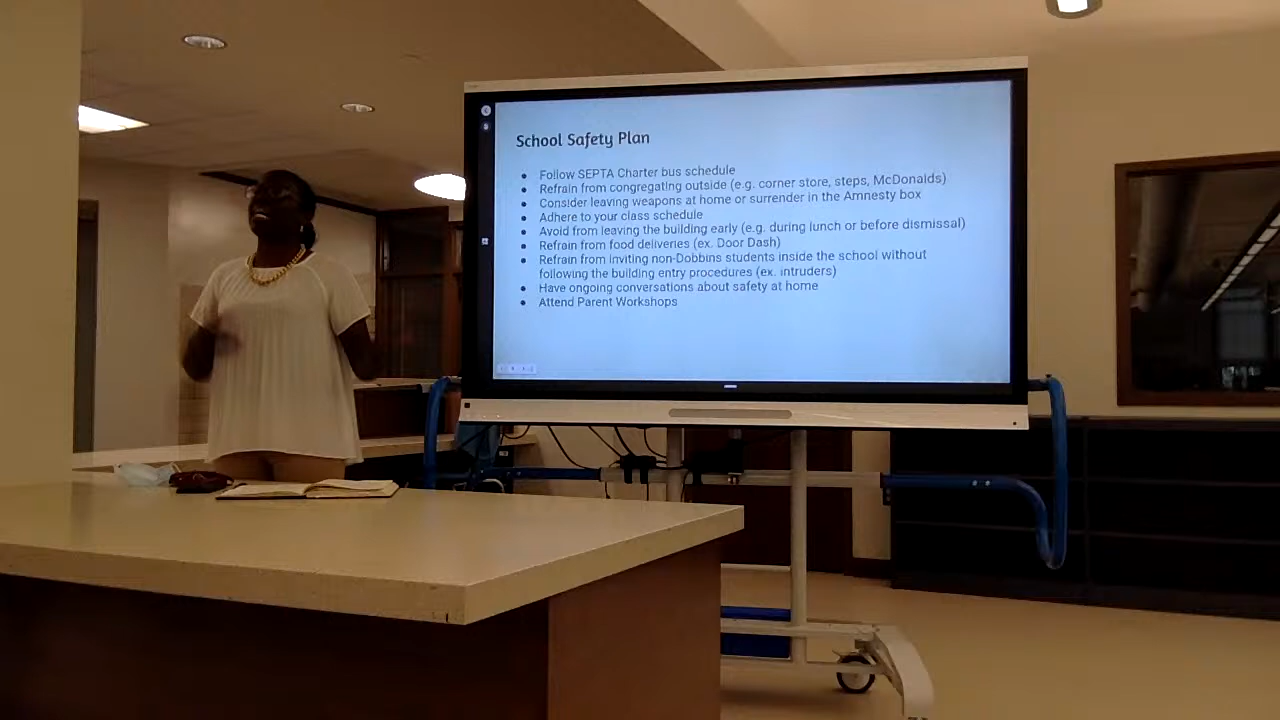 School Safety Plan
● Follow SEPTA Charter bus schedule
● Refrain from congregating outside (e.g. corner store, steps, McDonalds)
● Consider leaving weapons at home or surrender in the Amnesty box
● Adhere to your class schedule
● Avoid from leaving the building early (e.g. during lunch or before dismissal)
● Refrain from food deliveries (ex. Door Dash)
● Refrain from inviting non-Dobbins students inside the school without
following the building entry procedures (ex. intruders)
● Have ongoing conversations about safety at home
● Attend Parent Workshops